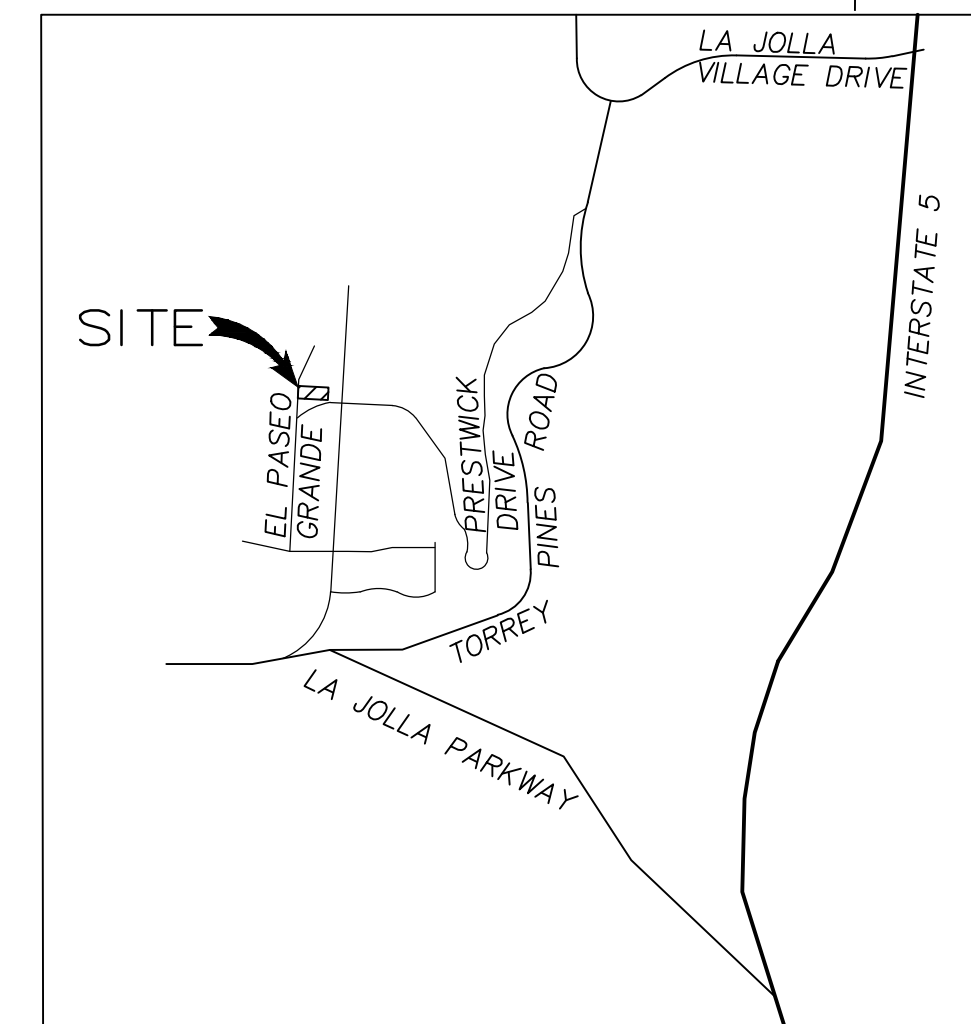 LA JOLLA
VILLAGE DRIVE
INTERSTATE 5
SITE
EL PASEO
GRANDE
PRESTWICK
DRIVE
TORREY PINES ROAD
LA JOLLA PARKWAY